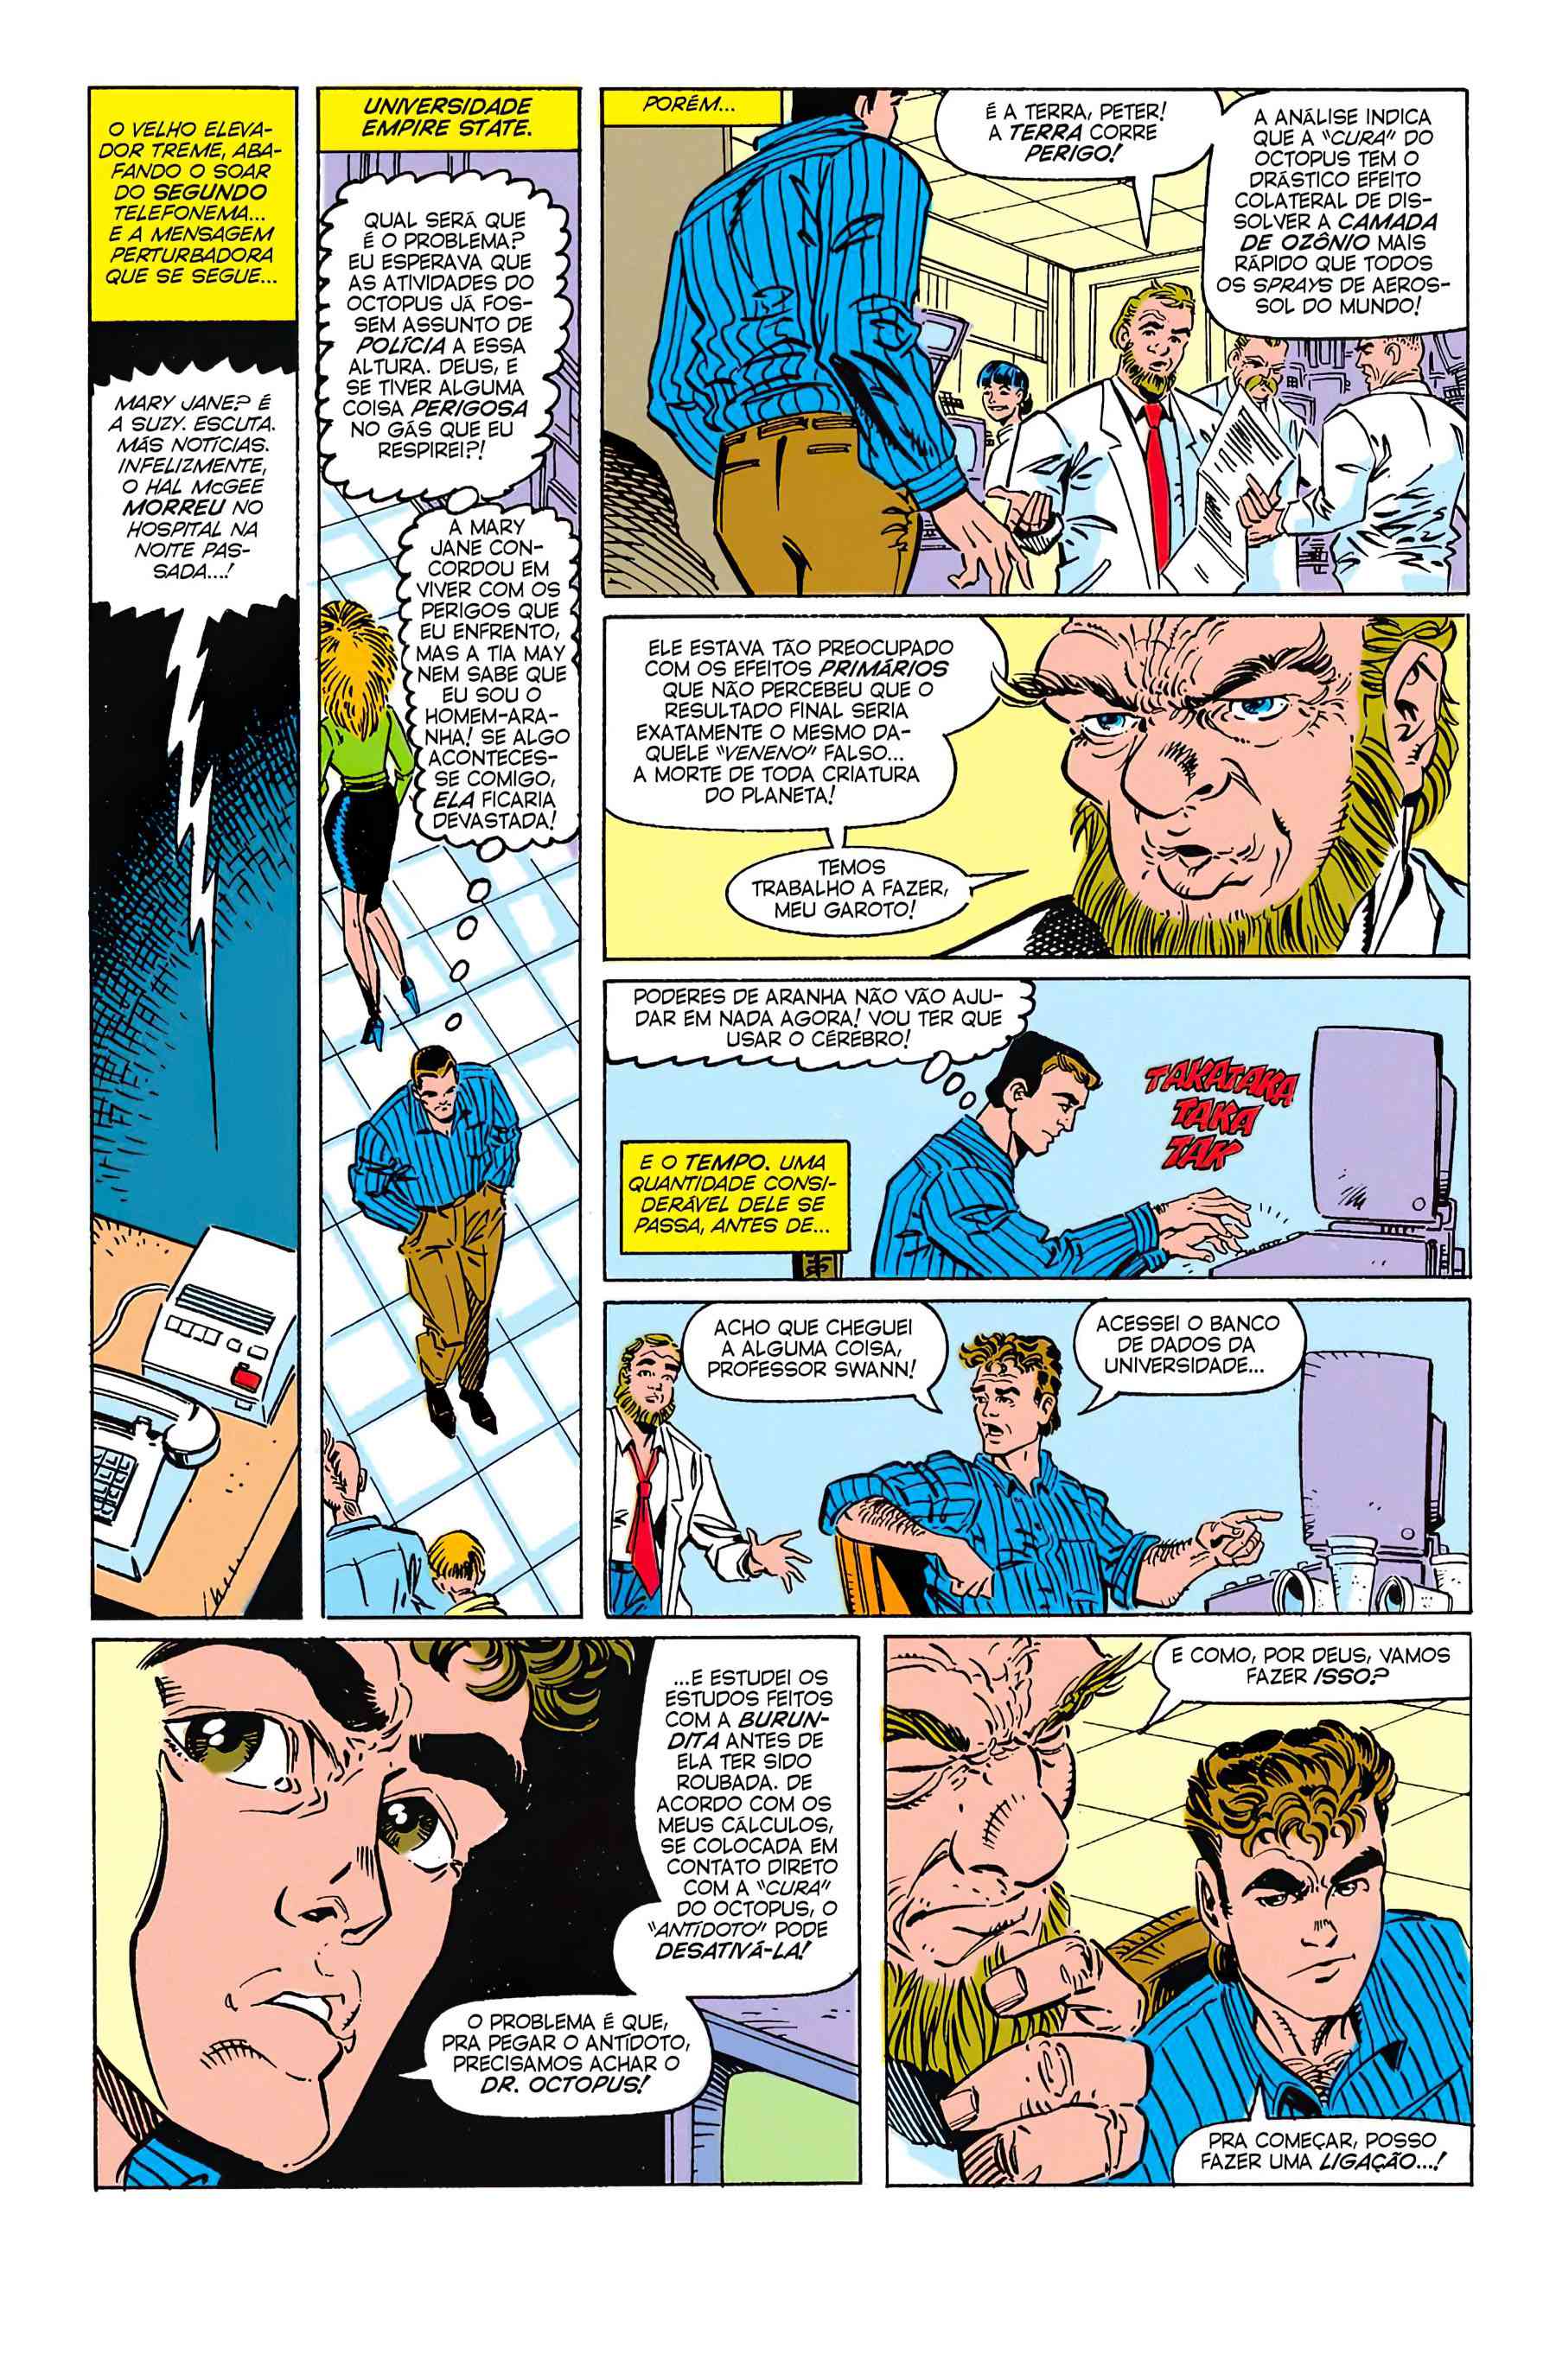 O VELHO ELEVA-
DOR TREME, ABA-
FANDO O SOAR
DO SEGUNDO
TELEFONEMA...
E A MENSAGEM
PERTURBADORA
QUE SE SEGUE...
MARY JANE? É
A SUZY. ESCUTA.
MÁS NOTÍCIAS.
INFELIZMENTE,
O HAL McGEE
MORREU NO
HOSPITAL NA
NOITE PAS-
SADA...!
UNIVERSIDADE
EMPIRE STATE.
QUAL SERÁ QUE
É O PROBLEMA?
EU ESPERAVA QUE
AS ATIVIDADES DO
OCTOPUS JÁ FOS-
SEM ASSUNTO DE
POLÍCIA A ESSA
ALTURA. DEUS, E
SE TIVER ALGUMA
COISA PERIGOSA
NO GÁS QUE EU
RESPIREI?!
A MARY
JANE CON-
CORDOU EM
VIVER COM OS
PERIGOS QUE
EU ENFRENTO,
MAS A TIA MAY
NEM SABE QUE
EU SOU O
HOMEM-ARA-
NHA! SE ALGO
ACONTECES-
SE COMIGO,
ELA FICARIA
DEVASTADA!
PORÉM...
É A TERRA, PETER!
A TERRA CORRE
PERIGO!
A ANÁLISE INDICA
QUE A "CURA" DO
OCTOPUS TEM O
DRÁSTICO EFEITO
COLATERAL DE DIS-
SOLVER A CAMADA
DE OZÔNIO MAIS
RÁPIDO QUE TODOS
OS SPRAYS DE AEROS-
SOL DO MUNDO!
ELE ESTAVA TÃO PREOCUPADO
COM OS EFEITOS PRIMÁRIOS
QUE NÃO PERCEBEU QUE O
RESULTADO FINAL SERIA
EXATAMENTE O MESMO DA-
QUELE "VENENO" FALSO...
A MORTE DE TODA CRIATURA
DO PLANETA!
TEMOS
TRABALHO A FAZER,
MEU GAROTO!
PODERES DE ARANHA NÃO VÃO AJU-
DAR EM NADA AGORA! VOU TER QUE
USAR O CÉREBRO!
TAKATAKA
TAKA
TAK
E O TEMPO. UMA
QUANTIDADE CONSI-
DERÁVEL DELE SE
PASSA, ANTES DE...
ACHO QUE CHEGUEI
A ALGUMA COISA,
PROFESSOR SWANN!
ACESSEI O BANCO
DE DADOS DA
UNIVERSIDADE...
...E ESTUDEI OS
ESTUDOS FEITOS
COM A BURUN-
DITA ANTES DE
ELA TER SIDO
ROUBADA. DE
ACORDO COM OS
MEUS CÁLCULOS,
SE COLOCADA EM
CONTATO DIRETO
COM A "CURA"
DO OCTOPUS, O
"ANTÍDOTO" PODE
DESATIVÁ-LA!
O PROBLEMA É QUE,
PRA PEGAR O ANTÍDOTO,
PRECISAMOS ACHAR O
DR. OCTOPUS!
E COMO, POR DEUS, VAMOS
FAZER ISSO?
PRA COMEÇAR, POSSO
FAZER UMA LIGAÇÃO...!